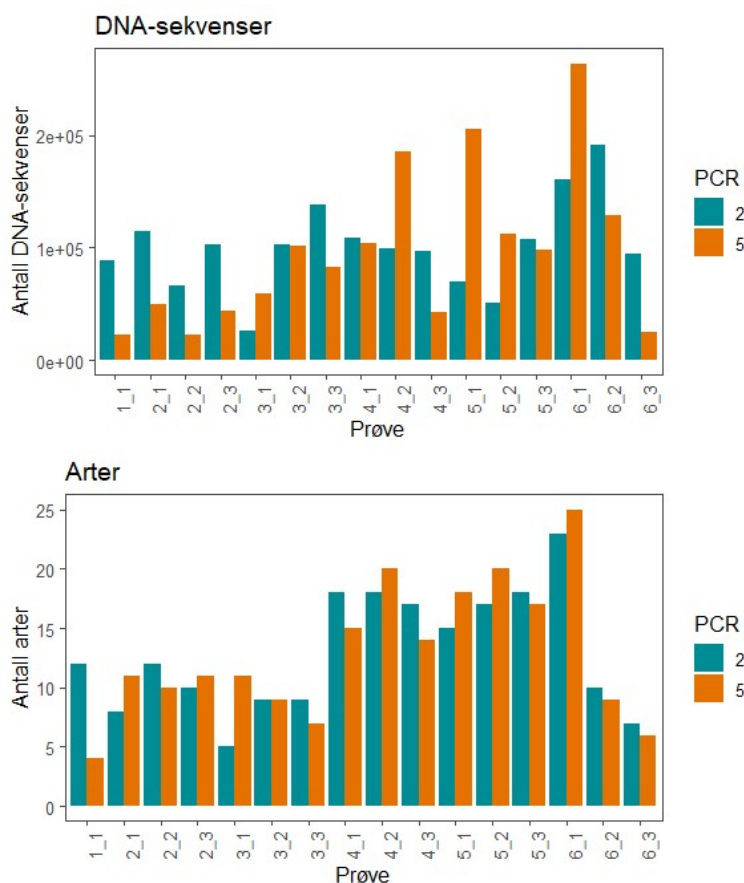 DNA-sekvenser
Antall DNA-sekvenser
2e+05
1e+05
0e+00
1_1 2_1 2_2 2_3 3_1 3_2 3_3 4_1 4_2 4_3 5_1 5_2 5_3 6_1 6_2 6_3
Prøve
PCR
2
5
Arter
Antall arter
25
20
15
10
5
0
1_1 2_1 2_2 2_3 3_1 3_2 3_3 4_1 4_2 4_3 5_1 5_2 5_3 6_1 6_2 6_3
Prøve
PCR
2
5